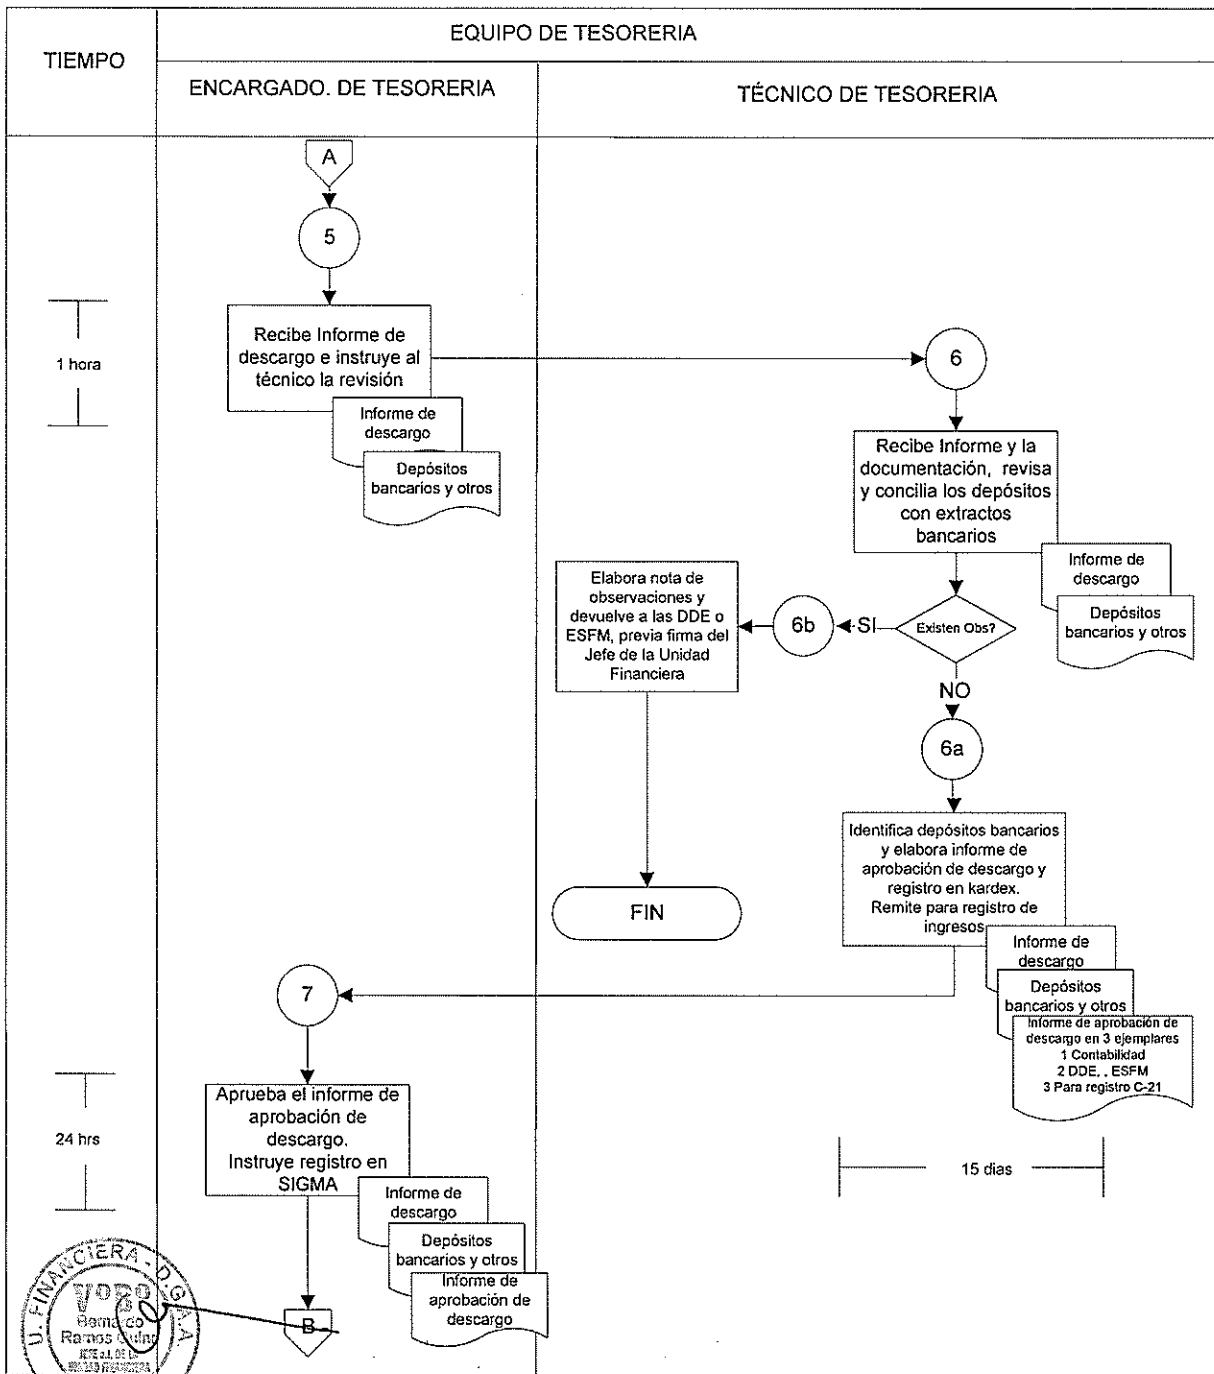 TIEMPO
EQUIPO DE TESORERIA
ENCARGADO. DE TESORERIA
TÉCNICO DE TESORERIA
A
5
1 hora
Recibe Informe de
descargo e instruye al
técnico la revisión
Informe de
descargo
Depósitos
bancarios y otros
6
Recibe Informe y la
documentación, revisa
y concilia los depósitos
con extractos
bancarios
Informe de
descargo
Depósitos
bancarios y otros
Existen Obs?
SI
6b
Elabora nota de
observaciones y
devuelve a las DDE o
ESFM, previa firma del
Jefe de la Unidad
Financiera
FIN
NO
6a
Identifica depósitos bancarios
y elabora informe de
aprobación de descargo y
registro en kardex.
Remite para registro de
ingresos
Informe de
descargo
Depósitos
bancarios y otros
Informe de aprobación de
descargo en 3 ejemplares
1 Contabilidad
2 DDE, , ESFM
3 Para registro C-21
15 dias
7
24 hrs
Aprueba el informe de
aprobación de
descargo.
Instruye registro en
SIGMA
Informe de
descargo
Depósitos
bancarios y otros
Informe de
aprobación de
descargo
B
U. FINANCIERA - D.G.A.A.
VºBº
Bernardo
Ramos